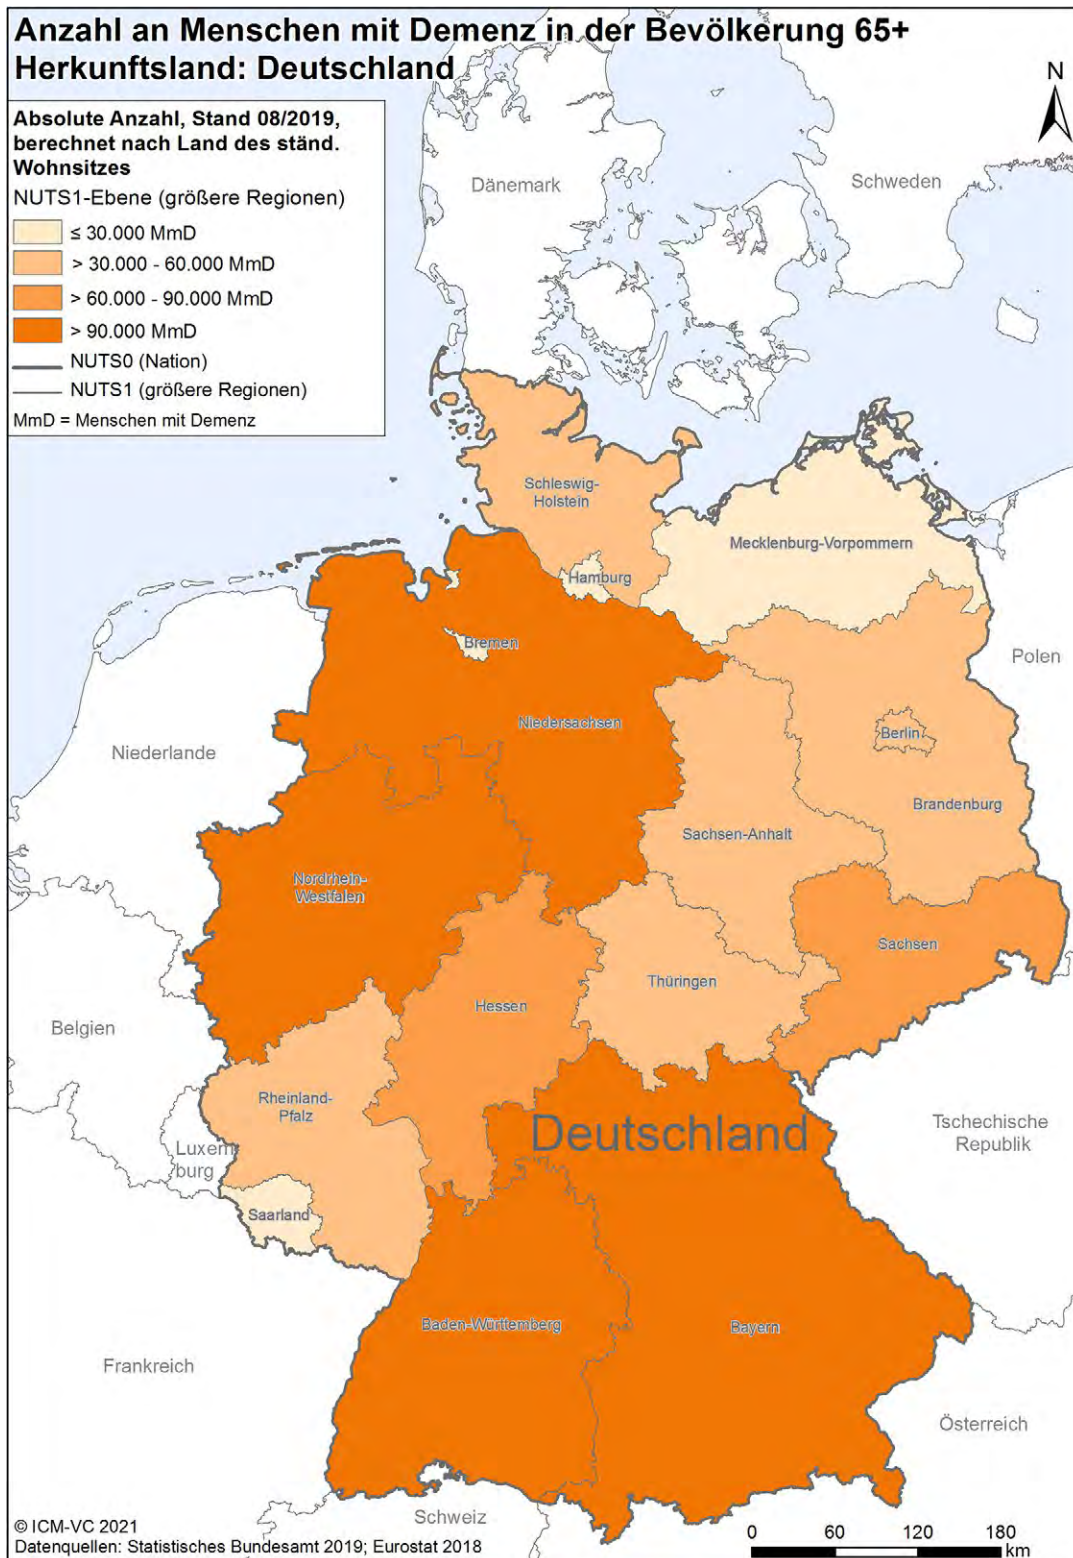 Anzahl an Menschen mit Demenz in der Bevölkerung 65+
Herkunftsland: Deutschland
Absolute Anzahl, Stand 08/2019,
berechnet nach Land des ständ.
Wohnsitzes
NUTS1-Ebene (größere Regionen)
≤ 30.000 MmD
> 30.000 - 60.000 MmD
> 60.000 - 90.000 MmD
> 90.000 MmD
NUTS0 (Nation)
NUTS1 (größere Regionen)
MmD = Menschen mit Demenz
N
Dänemark
Schweden
Schleswig-
Holstein
Mecklenburg-Vorpommern
Hamburg
Bremen
Polen
Niedersachsen
Berlin
Niederlande
Brandenburg
Sachsen-Anhalt
Nordrhein-
Westfalen
Sachsen
Thüringen
Hessen
Belgien
Rheinland-
Pfalz
Deutschland
Tschechische
Republik
Luxem-
burg
Saarland
Baden-Württemberg
Bayern
Frankreich
Österreich
Schweiz
© ICM-VC 2021
Datenquellen: Statistisches Bundesamt 2019; Eurostat 2018
0 60 120 180
km